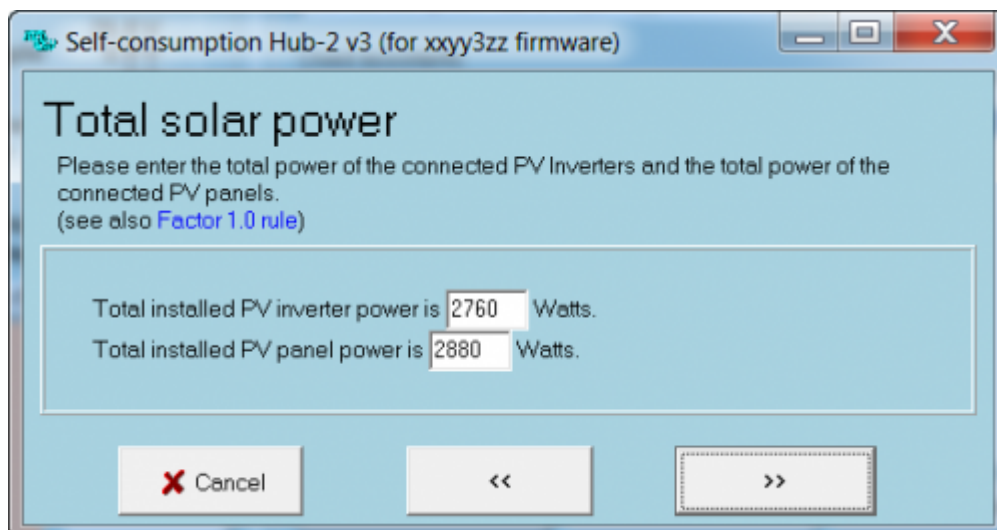 Self-consumption Hub-2 v3 (for xxyy3zz firmware)
Total solar power
Please enter the total power of the connected PV Inverters and the total power of the
connected PV panels.
(see also Factor 1.0 rule)
Total installed PV inverter power is 2760 Watts.
Total installed PV panel power is 2880 Watts.
Cancel << >>